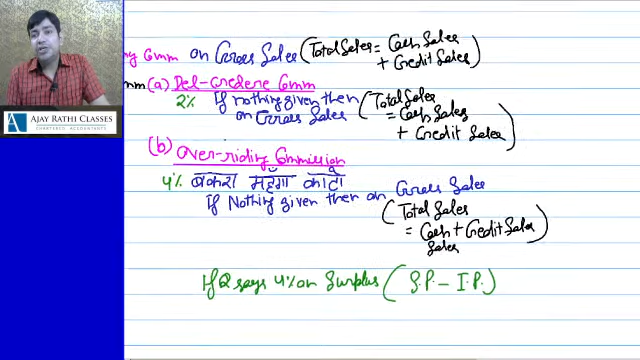 on Gross Sales (Total Sales = Cash Sales
+ Credit Sales)
(a) Del-credere Comm
2% If nothing given then
on Gross Sales
(Total Sales
= Cash Sales
+ Credit Sales)
(b) Over-riding Commission
4% बकरा महँगा काटा
If Nothing given then on Gross Sales
(Total Sales
= Cash + Credit Sales)
Sales
If Q says 4% on Surplus (S.P. - I.P.)
AJAY RATHI CLASSES
CHARTERED ACCOUNTANTS